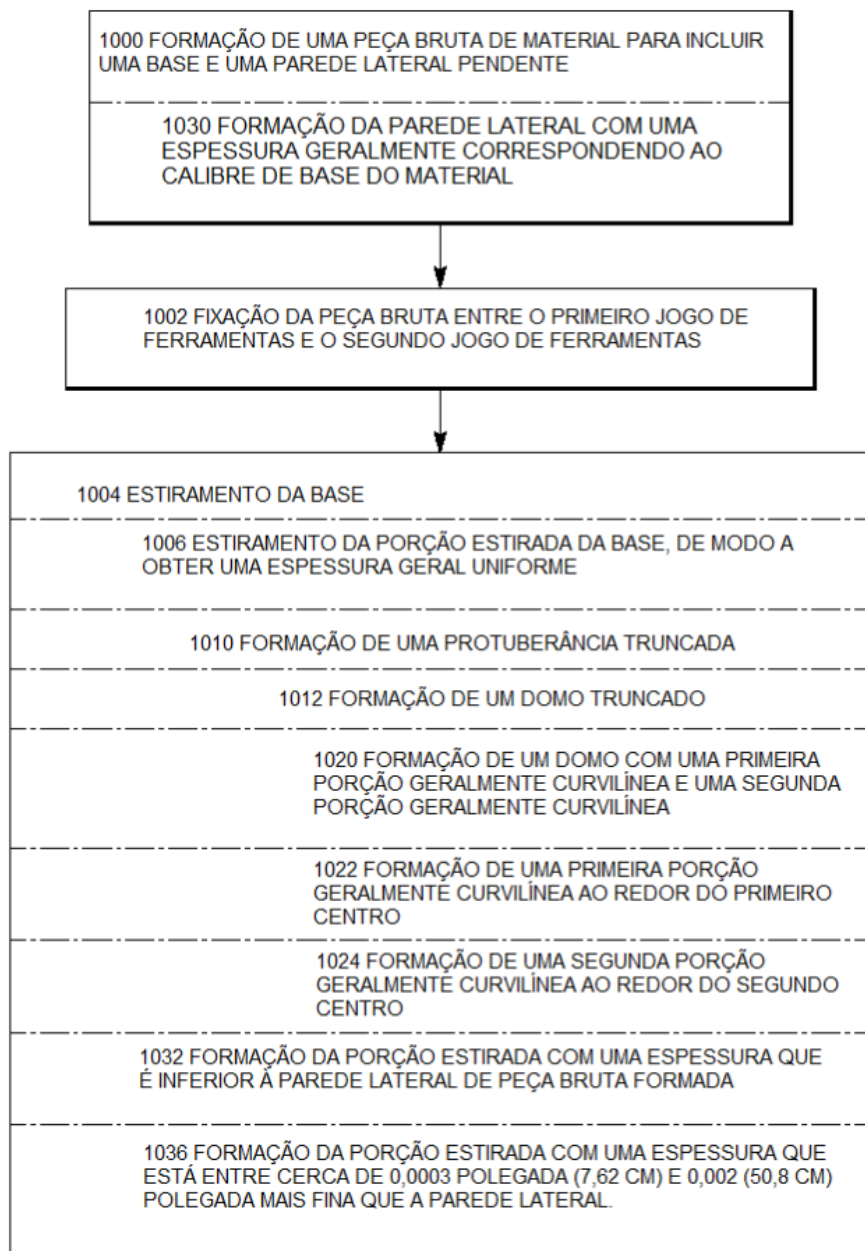 1000 FORMAÇÃO DE UMA PEÇA BRUTA DE MATERIAL PARA INCLUIR
UMA BASE E UMA PAREDE LATERAL PENDENTE
1030 FORMAÇÃO DA PAREDE LATERAL COM UMA
ESPESSURA GERALMENTE CORRESPONDENDO AO
CALIBRE DE BASE DO MATERIAL
1002 FIXAÇÃO DA PEÇA BRUTA ENTRE O PRIMEIRO JOGO DE
FERRAMENTAS E O SEGUNDO JOGO DE FERRAMENTAS
1004 ESTIRAMENTO DA BASE
1006 ESTIRAMENTO DA PORÇÃO ESTIRADA DA BASE, DE MODO A
OBTER UMA ESPESSURA GERAL UNIFORME
1010 FORMAÇÃO DE UMA PROTUBERÂNCIA TRUNCADA
1012 FORMAÇÃO DE UM DOMO TRUNCADO
1020 FORMAÇÃO DE UM DOMO COM UMA PRIMEIRA
PORÇÃO GERALMENTE CURVILÍNEA E UMA SEGUNDA
PORÇÃO GERALMENTE CURVILÍNEA
1022 FORMAÇÃO DE UMA PRIMEIRA PORÇÃO
GERALMENTE CURVILÍNEA AO REDOR DO PRIMEIRO
CENTRO
1024 FORMAÇÃO DE UMA SEGUNDA PORÇÃO
GERALMENTE CURVILÍNEA AO REDOR DO SEGUNDO
CENTRO
1032 FORMAÇÃO DA PORÇÃO ESTIRADA COM UMA ESPESSURA QUE
É INFERIOR À PAREDE LATERAL DE PEÇA BRUTA FORMADA
1036 FORMAÇÃO DA PORÇÃO ESTIRADA COM UMA ESPESSURA QUE
ESTÁ ENTRE CERCA DE 0,0003 POLEGADA (7,62 CM) E 0,002 (50,8 CM)
POLEGADA MAIS FINA QUE A PAREDE LATERAL.